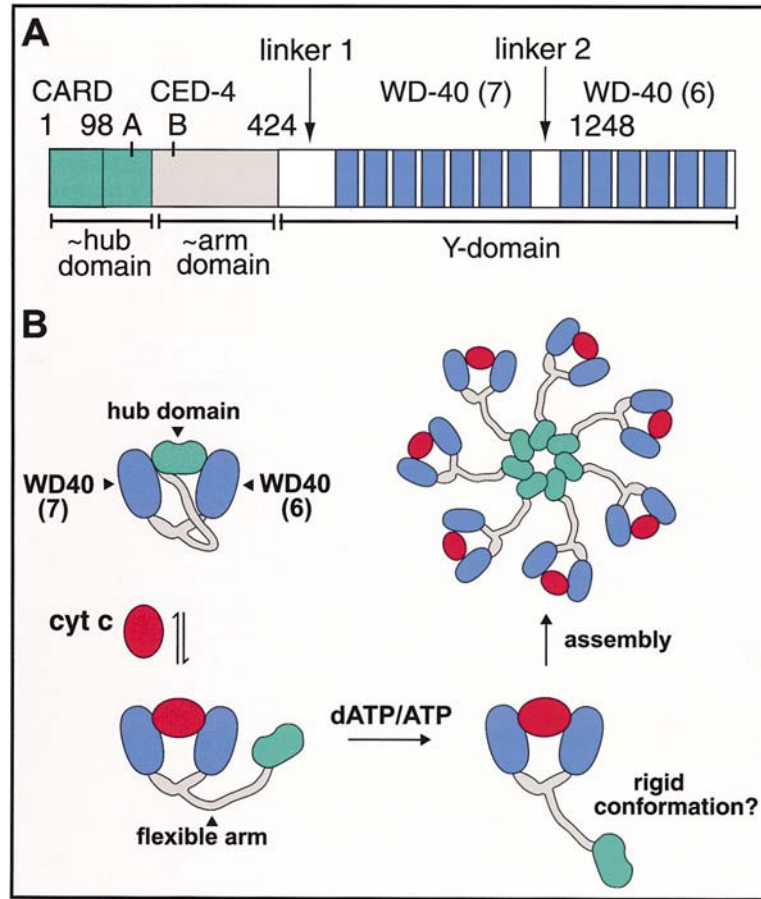 A
linker 1
linker 2
CARD
CED-4
WD-40 (7)
WD-40 (6)
1
98
A
B
424
1248
~hub
domain
~arm
domain
Y-domain
B
hub domain
WD40
(7)
WD40
(6)
cyt c
assembly
dATP/ATP
flexible arm
rigid
conformation?